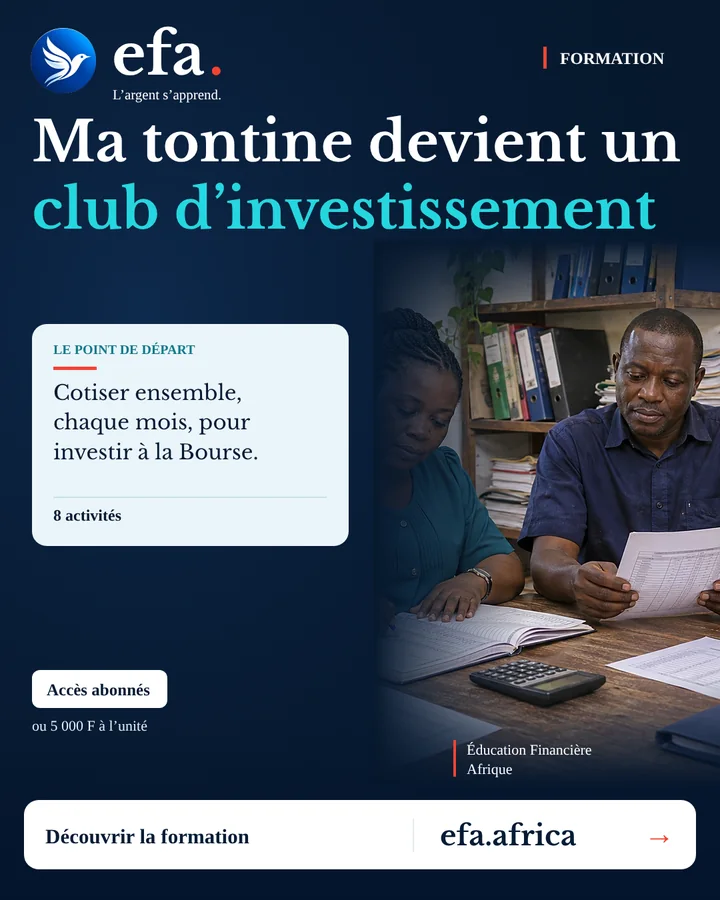 efa.
L’argent s’apprend.
FORMATION
Ma tontine devient un
club d’investissement
LE POINT DE DÉPART
Cotiser ensemble,
chaque mois, pour
investir à la Bourse.
8 activités
Accès abonnés
ou 5 000 F à l’unité
Éducation Financière
Afrique
Découvrir la formation
efa.africa →